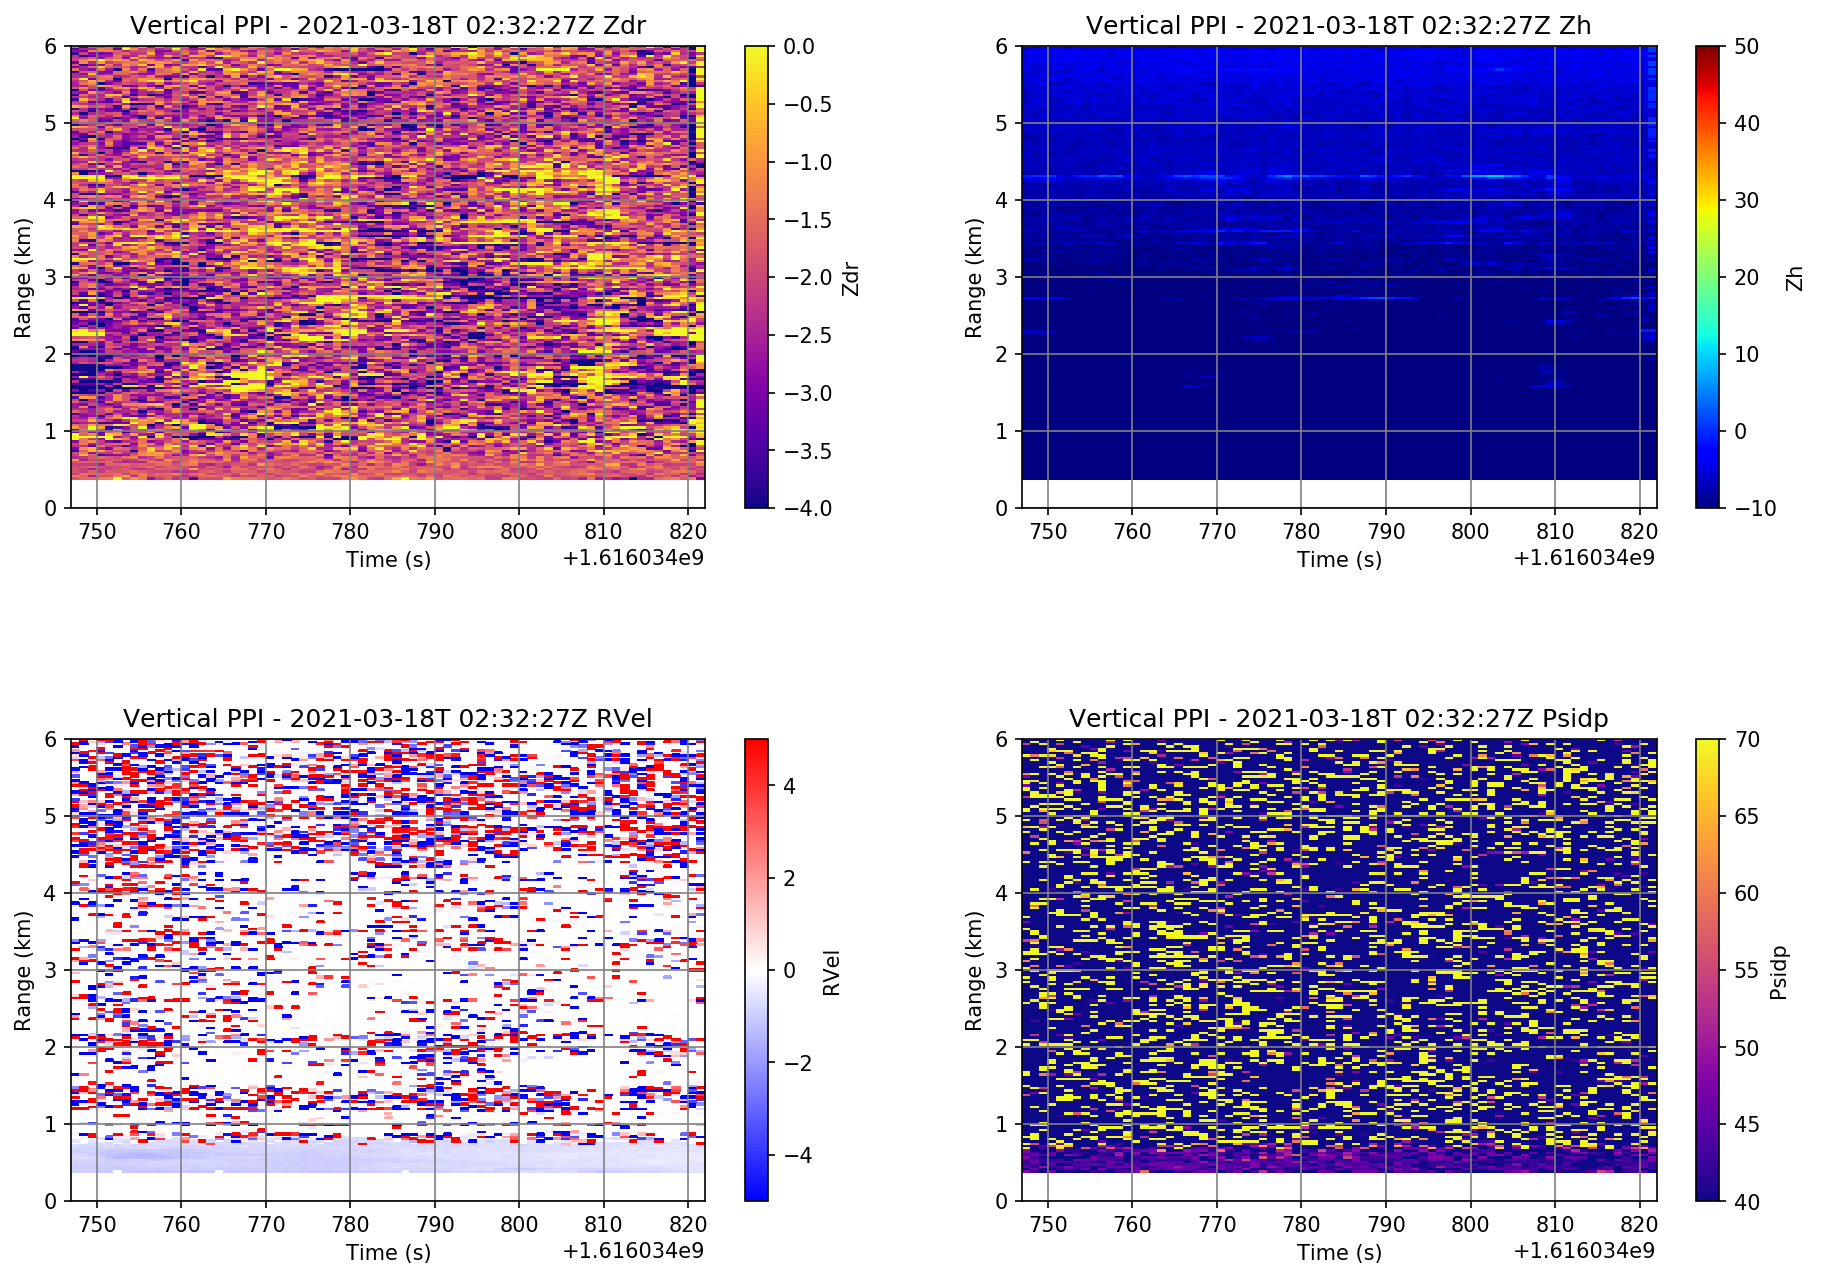 Vertical PPI - 2021-03-18T 02:32:27Z Zdr
6
5
4
3
2
1
0
Range (km)
750 760 770 780 790 800 810 820
Time (s)
+1.616034e9
0.0
−0.5
−1.0
−1.5
−2.0
−2.5
−3.0
−3.5
−4.0
Zdr
Vertical PPI - 2021-03-18T 02:32:27Z Zh
6
5
4
3
2
1
0
Range (km)
750 760 770 780 790 800 810 820
Time (s)
+1.616034e9
50
40
30
20
10
0
−10
Zh
Vertical PPI - 2021-03-18T 02:32:27Z RVel
6
5
4
3
2
1
0
Range (km)
750 760 770 780 790 800 810 820
Time (s)
+1.616034e9
4
2
0
−2
−4
RVel
Vertical PPI - 2021-03-18T 02:32:27Z Psidp
6
5
4
3
2
1
0
Range (km)
750 760 770 780 790 800 810 820
Time (s)
+1.616034e9
70
65
60
55
50
45
40
Psidp